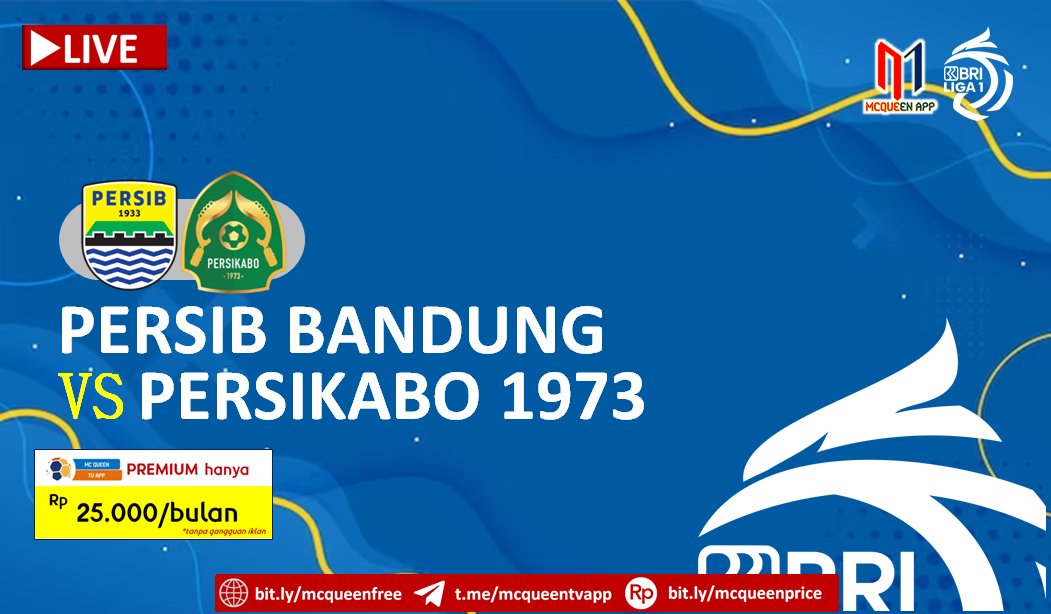 LIVE
M1
MCQUEEN APP
BRI
LIGA 1
PERSIB
1933
PERSIKABO
- 1973 -
PERSIB BANDUNG
VS PERSIKABO 1973
MC QUEEN
TV APP
PREMIUM hanya
Rp 25.000/bulan
*tanpa gangguan iklan
BRI
bit.ly/mcqueenfree t.me/mcqueentvapp Rp bit.ly/mcqueenprice